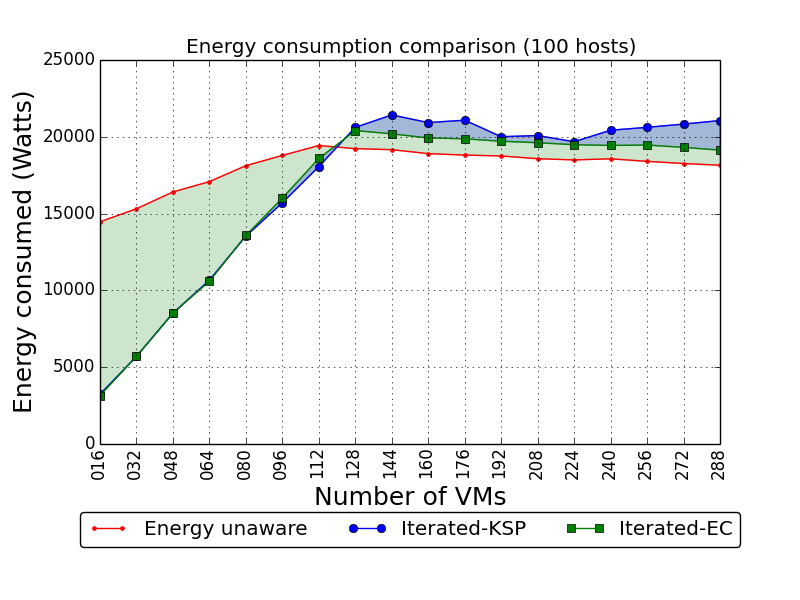 Energy consumption comparison (100 hosts)
25000
20000
15000
10000
5000
0
Energy consumed (Watts)
016 032 048 064 080 096 112 128 144 160 176 192 208 224 240 256 272 288
Number of VMs
Energy unaware Iterated-KSP Iterated-EC